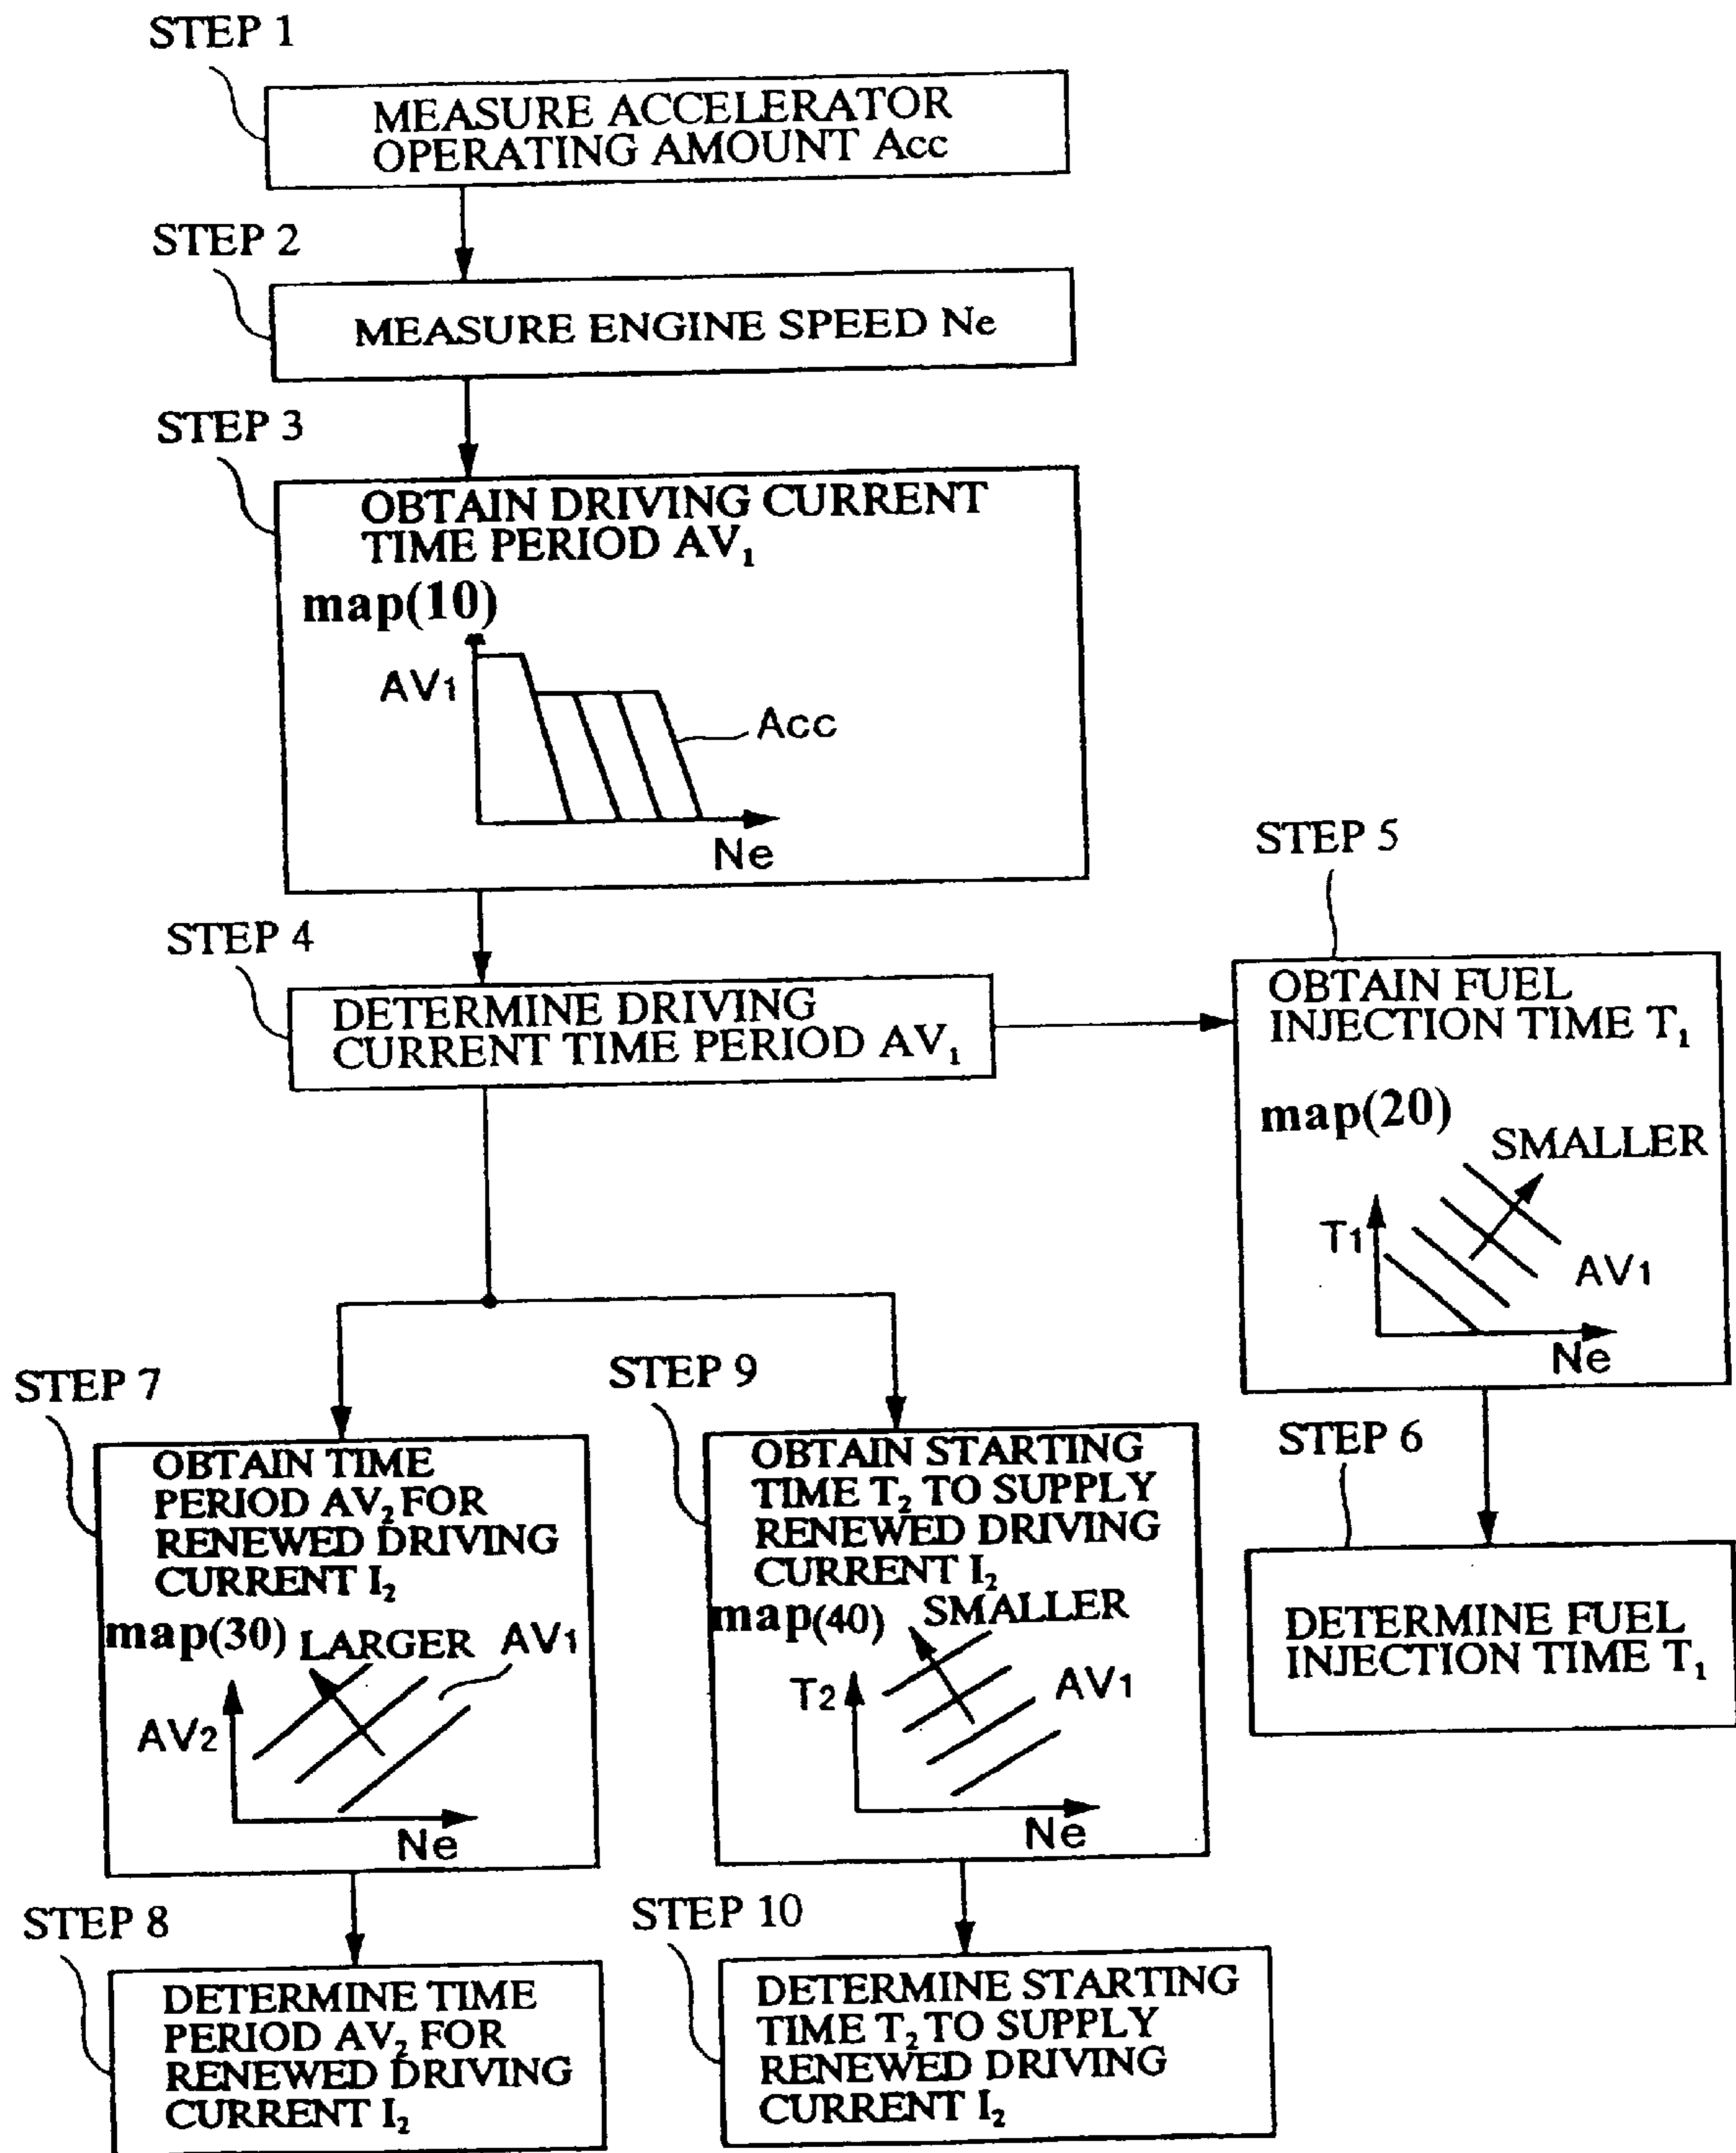 STEP 1
MEASURE ACCELERATOR
OPERATING AMOUNT Acc
STEP 2
MEASURE ENGINE SPEED Ne
STEP 3
OBTAIN DRIVING CURRENT
TIME PERIOD AV₁
map(10)
AV₁
Acc
Ne
STEP 4
DETERMINE DRIVING
CURRENT TIME PERIOD AV₁
STEP 5
OBTAIN FUEL
INJECTION TIME T₁
map(20)
SMALLER
T₁
AV₁
Ne
STEP 6
DETERMINE FUEL
INJECTION TIME T₁
STEP 7
OBTAIN TIME
PERIOD AV₂ FOR
RENEWED DRIVING
CURRENT I₂
map(30)
LARGER
AV₁
AV₂
Ne
STEP 8
DETERMINE TIME
PERIOD AV₂ FOR
RENEWED DRIVING
CURRENT I₂
STEP 9
OBTAIN STARTING
TIME T₂ TO SUPPLY
RENEWED DRIVING
CURRENT I₂
map(40)
SMALLER
T₂
AV₁
Ne
STEP 10
DETERMINE STARTING
TIME T₂ TO SUPPLY
RENEWED DRIVING
CURRENT I₂